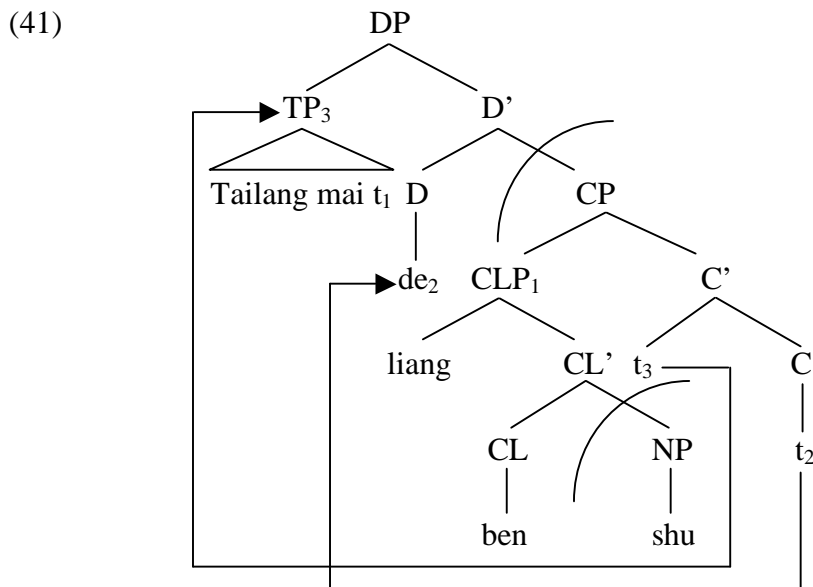 (41) DP
TP₃ D’
Tailang mai t₁ D CP
de₂ CLP₁ C’
liang CL’ t₃ C
CL NP t₂
ben shu